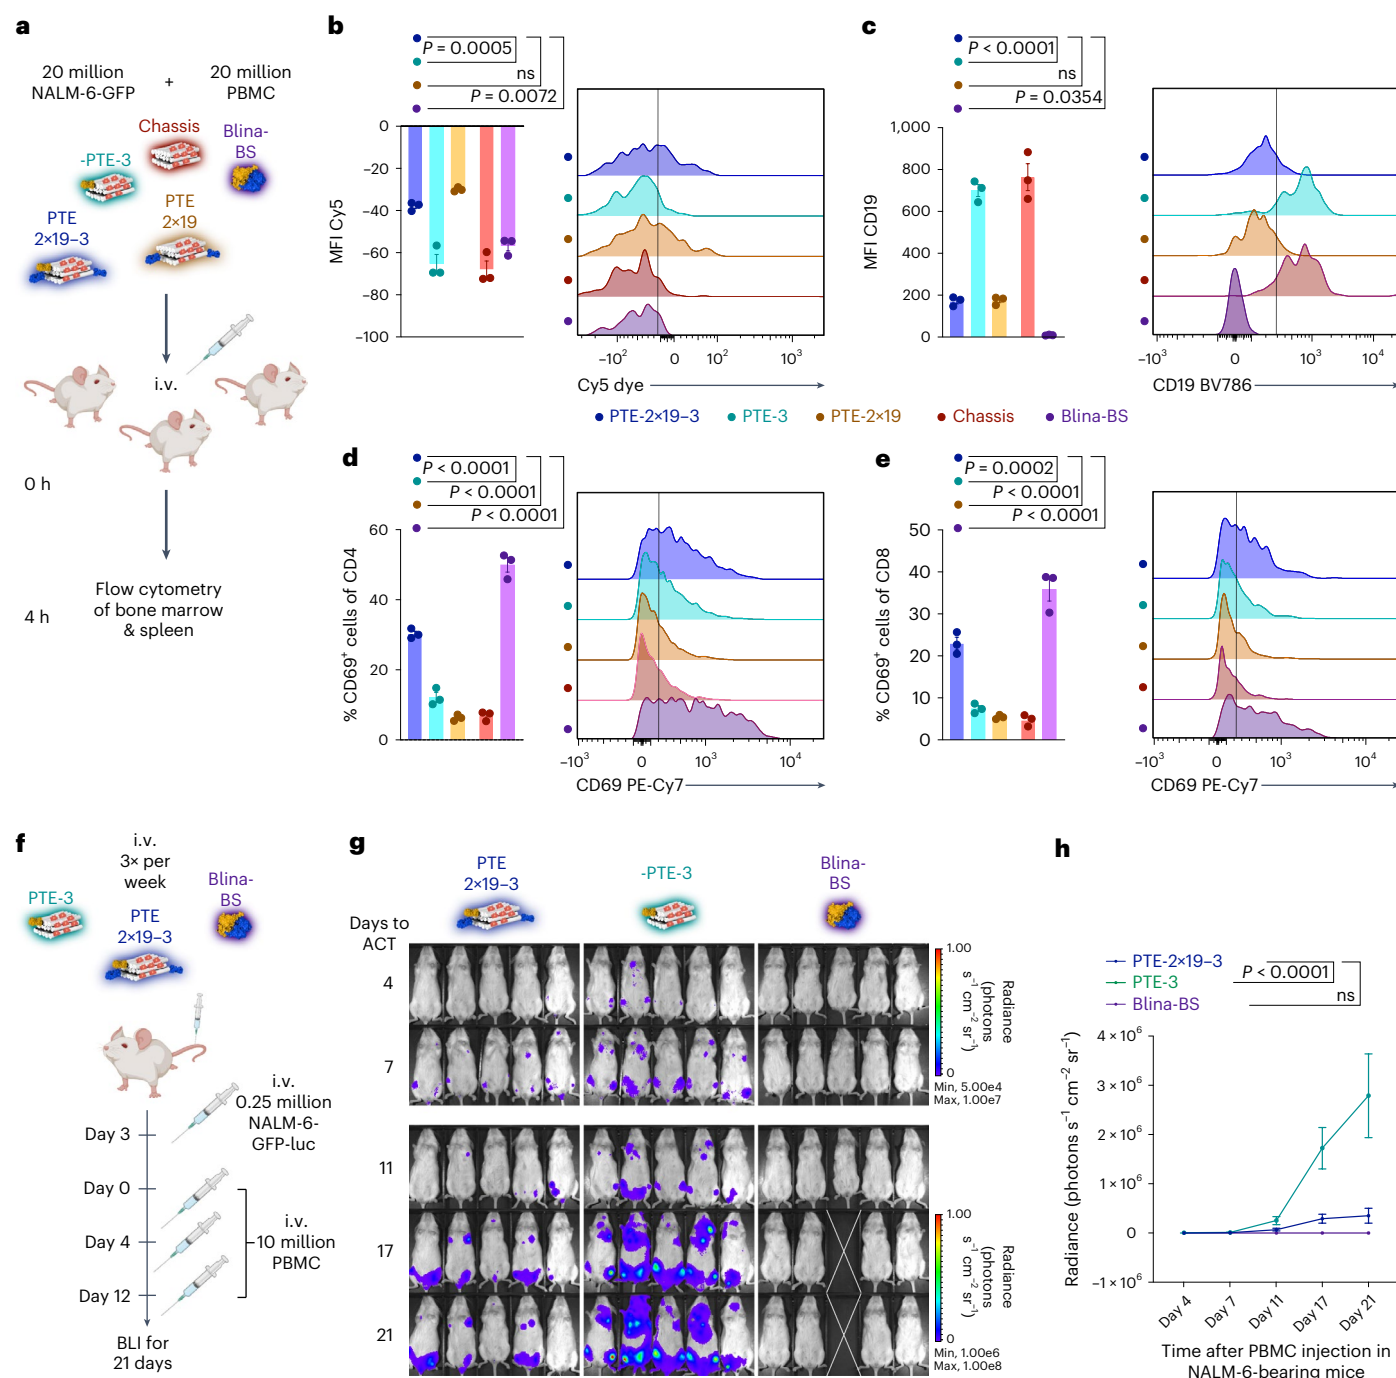 a
20 million
NALM-6-GFP
+
20 million
PBMC
Chassis
Blina-
BS
-PTE-3
PTE
2×19
PTE
2×19–3
i.v.
0 h
Flow cytometry
of bone marrow
& spleen
4 h
b
P = 0.0005
ns
P = 0.0072
MFI Cy5
0
–20
–40
–60
–80
–100
–10²
0
10²
10³
Cy5 dye
c
P < 0.0001
ns
P = 0.0354
MFI CD19
1,000
800
600
400
200
0
–10³
0
10³
10⁴
CD19 BV786
PTE-2×19–3
PTE-3
PTE-2×19
Chassis
Blina-BS
d
P < 0.0001
P < 0.0001
P < 0.0001
% CD69⁺ cells of CD4
60
40
20
0
–10³
0
10³
10⁴
CD69 PE-Cy7
e
P = 0.0002
P < 0.0001
P < 0.0001
% CD69⁺ cells of CD8
50
40
30
20
10
0
–10³
0
10³
10⁴
CD69 PE-Cy7
f
i.v.
3× per
week
PTE-3
Blina-
BS
PTE
2×19–3
i.v.
0.25 million
NALM-6-
GFP-luc
Day 3
Day 0
Day 4
Day 12
i.v.
10 million
PBMC
BLI for
21 days
g
PTE
2×19–3
-PTE-3
Blina-
BS
Days to
ACT
4
7
11
17
21
1.00
0
Radiance
(photons
s⁻¹ cm⁻² sr⁻¹)
Min, 5.00e4
Max, 1.00e7
1.00
0
Radiance
(photons
s⁻¹ cm⁻² sr⁻¹)
Min, 1.00e6
Max, 1.00e8
h
PTE-2×19–3
PTE-3
Blina-BS
P < 0.0001
ns
Radiance (photons s⁻¹ cm⁻² sr⁻¹)
4 × 10⁶
3 × 10⁶
2 × 10⁶
1 × 10⁶
0
–1 × 10⁶
Day 4
Day 7
Day 11
Day 17
Day 21
Time after PBMC injection in
NALM-6-bearing mice